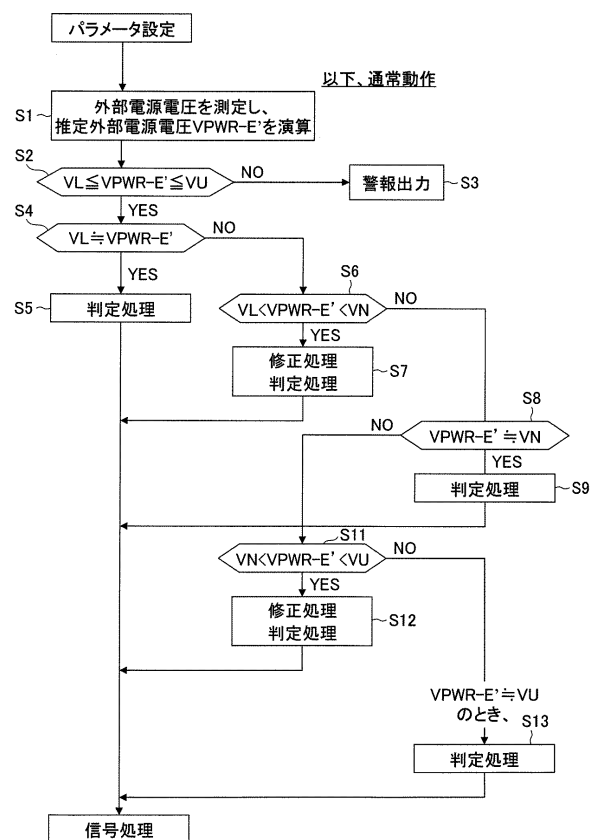 パラメータ設定
以下、通常動作
S1
外部電源電圧を測定し、
推定外部電源電圧VPWR-E'を演算
S2
VL≦VPWR-E'≦VU
NO
警報出力
S3
YES
S4
VL≒VPWR-E'
NO
YES
S5
判定処理
S6
VL<VPWR-E'<VN
NO
YES
修正処理
判定処理
S7
S8
NO
VPWR-E'≒VN
YES
判定処理
S9
S11
VN<VPWR-E'<VU
NO
YES
修正処理
判定処理
S12
VPWR-E'≒VU
のとき、
S13
判定処理
信号処理